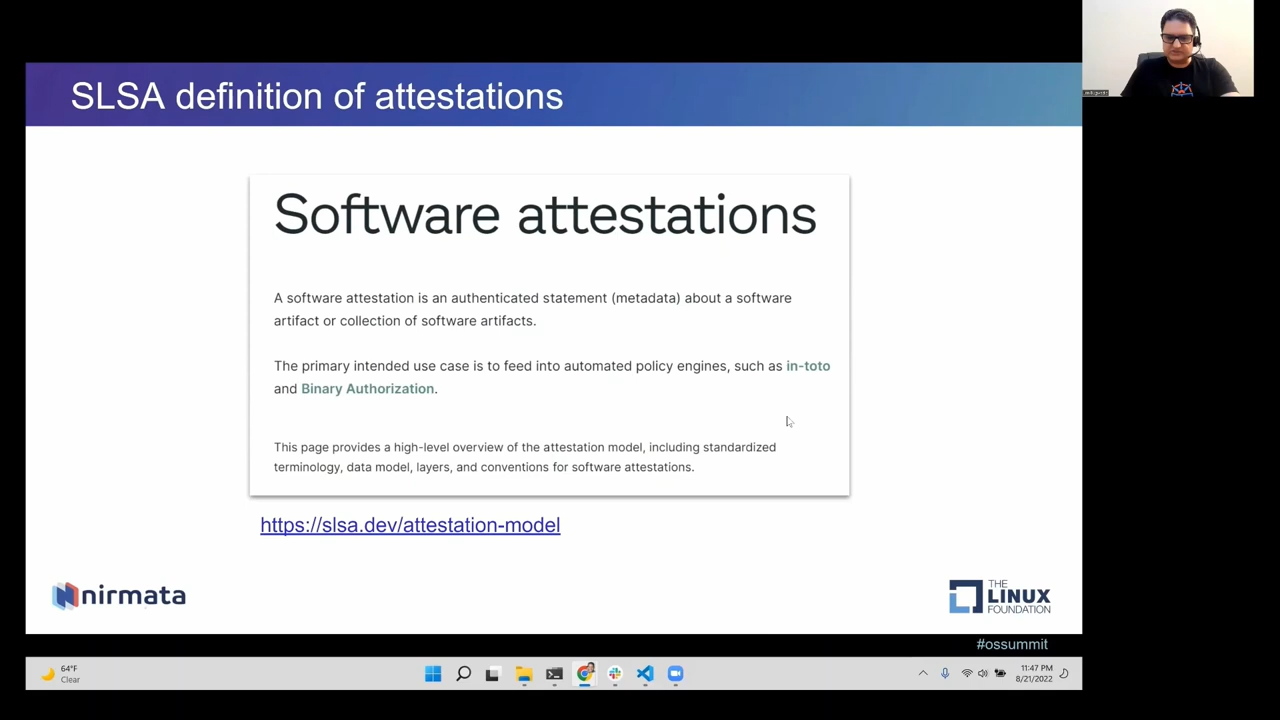 SLSA definition of attestations
Software attestations
A software attestation is an authenticated statement (metadata) about a software
artifact or collection of software artifacts.
The primary intended use case is to feed into automated policy engines, such as in-toto
and Binary Authorization.
This page provides a high-level overview of the attestation model, including standardized
terminology, data model, layers, and conventions for software attestations.
https://slsa.dev/attestation-model
nirmata
THE
LINUX
FOUNDATION
#ossummit
64°F
Clear
11:47 PM
8/21/2022